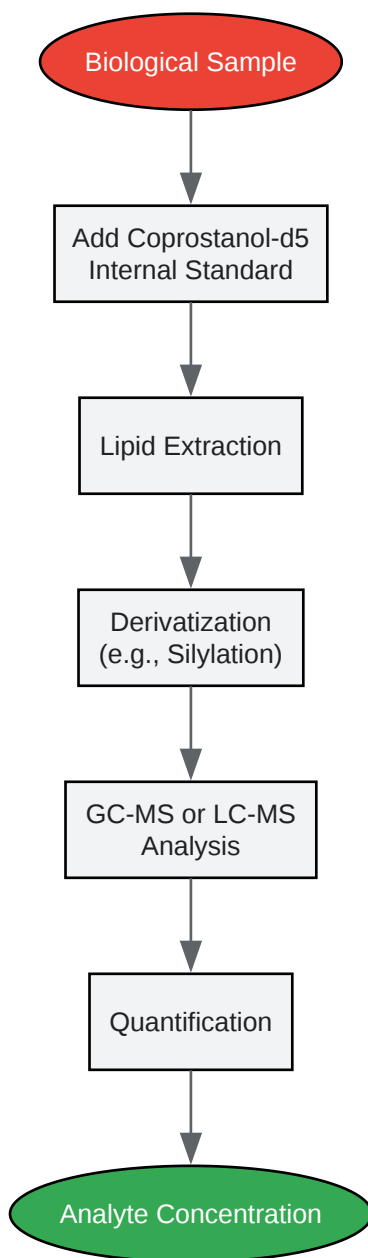 Biological Sample
Add Coprostanol-d5
Internal Standard
Lipid Extraction
Derivatization
(e.g., Silylation)
GC-MS or LC-MS
Analysis
Quantification
Analyte Concentration